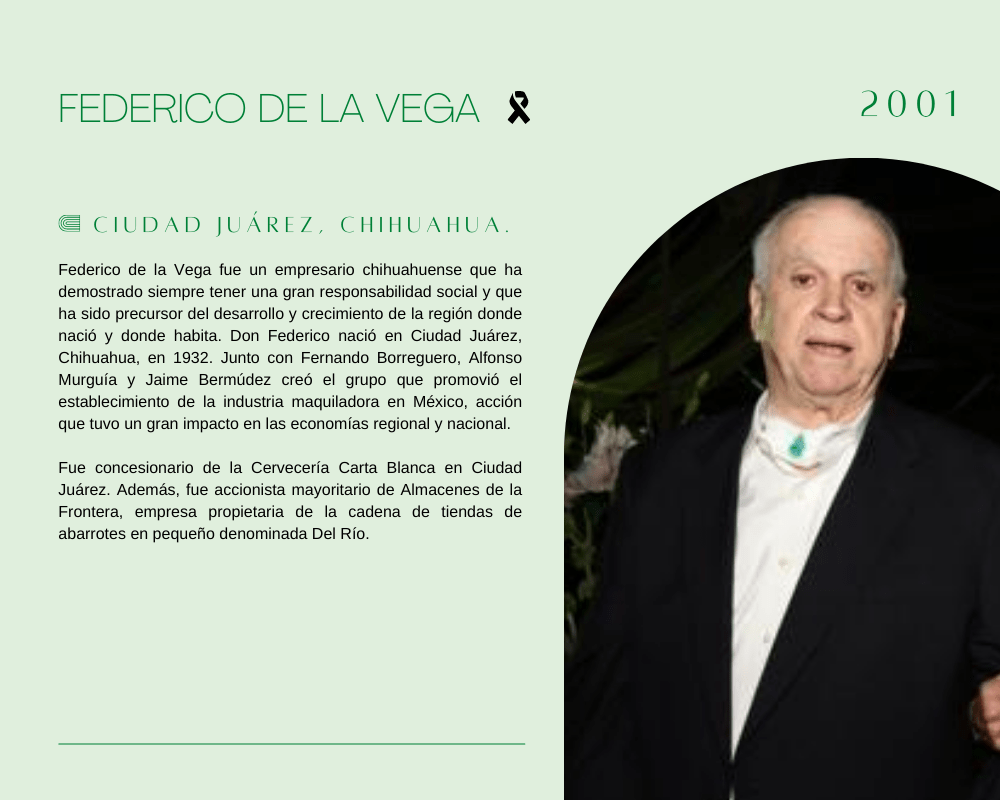 FEDERICO DE LA VEGA
2001
CIUDAD JUÁREZ, CHIHUAHUA.
Federico de la Vega fue un empresario chihuahuense que ha
demostrado siempre tener una gran responsabilidad social y que
ha sido precursor del desarrollo y crecimiento de la región donde
nació y donde habita. Don Federico nació en Ciudad Juárez,
Chihuahua, en 1932. Junto con Fernando Borreguero, Alfonso
Murguía y Jaime Bermúdez creó el grupo que promovió el
establecimiento de la industria maquiladora en México, acción
que tuvo un gran impacto en las economías regional y nacional.
Fue concesionario de la Cervecería Carta Blanca en Ciudad
Juárez. Además, fue accionista mayoritario de Almacenes de la
Frontera, empresa propietaria de la cadena de tiendas de
abarrotes en pequeño denominada Del Río.